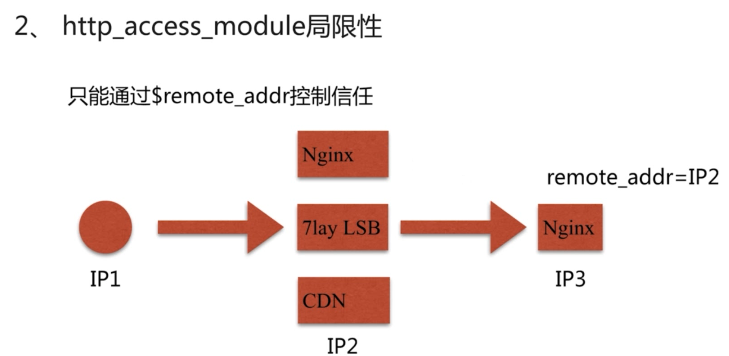 2、 http_access_module局限性
只能通过$remote_addr控制信任
Nginx
remote_addr=IP2
7lay LSB
Nginx
IP1
IP3
CDN
IP2